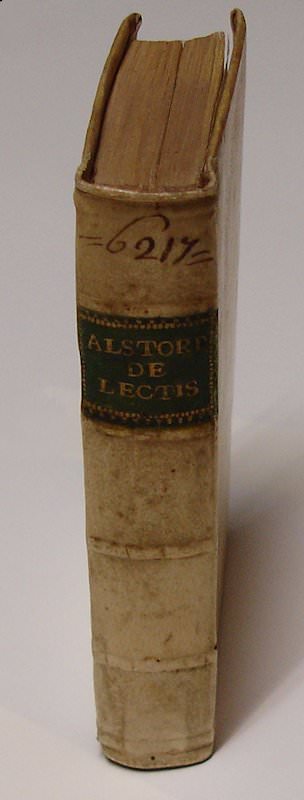 =6217=
ALSTORP
DE
LECTIS